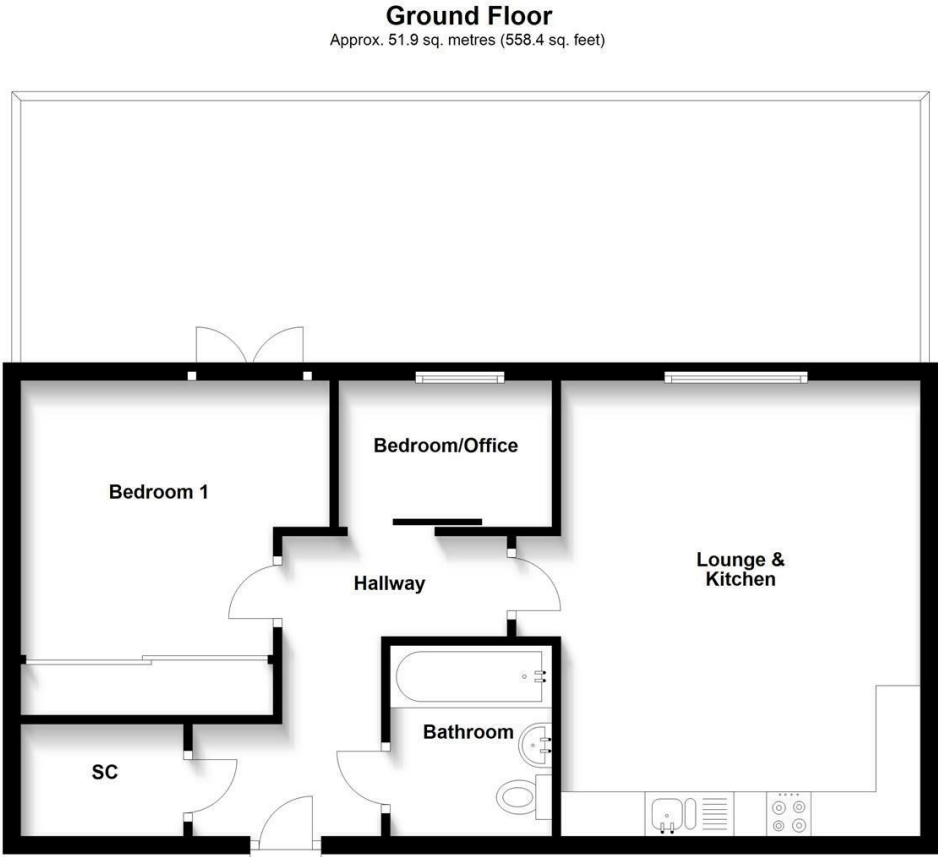 Ground Floor
Approx. 51.9 sq. metres (558.4 sq. feet)
Bedroom/Office
Bedroom 1
Lounge &
Kitchen
Hallway
Bathroom
SC